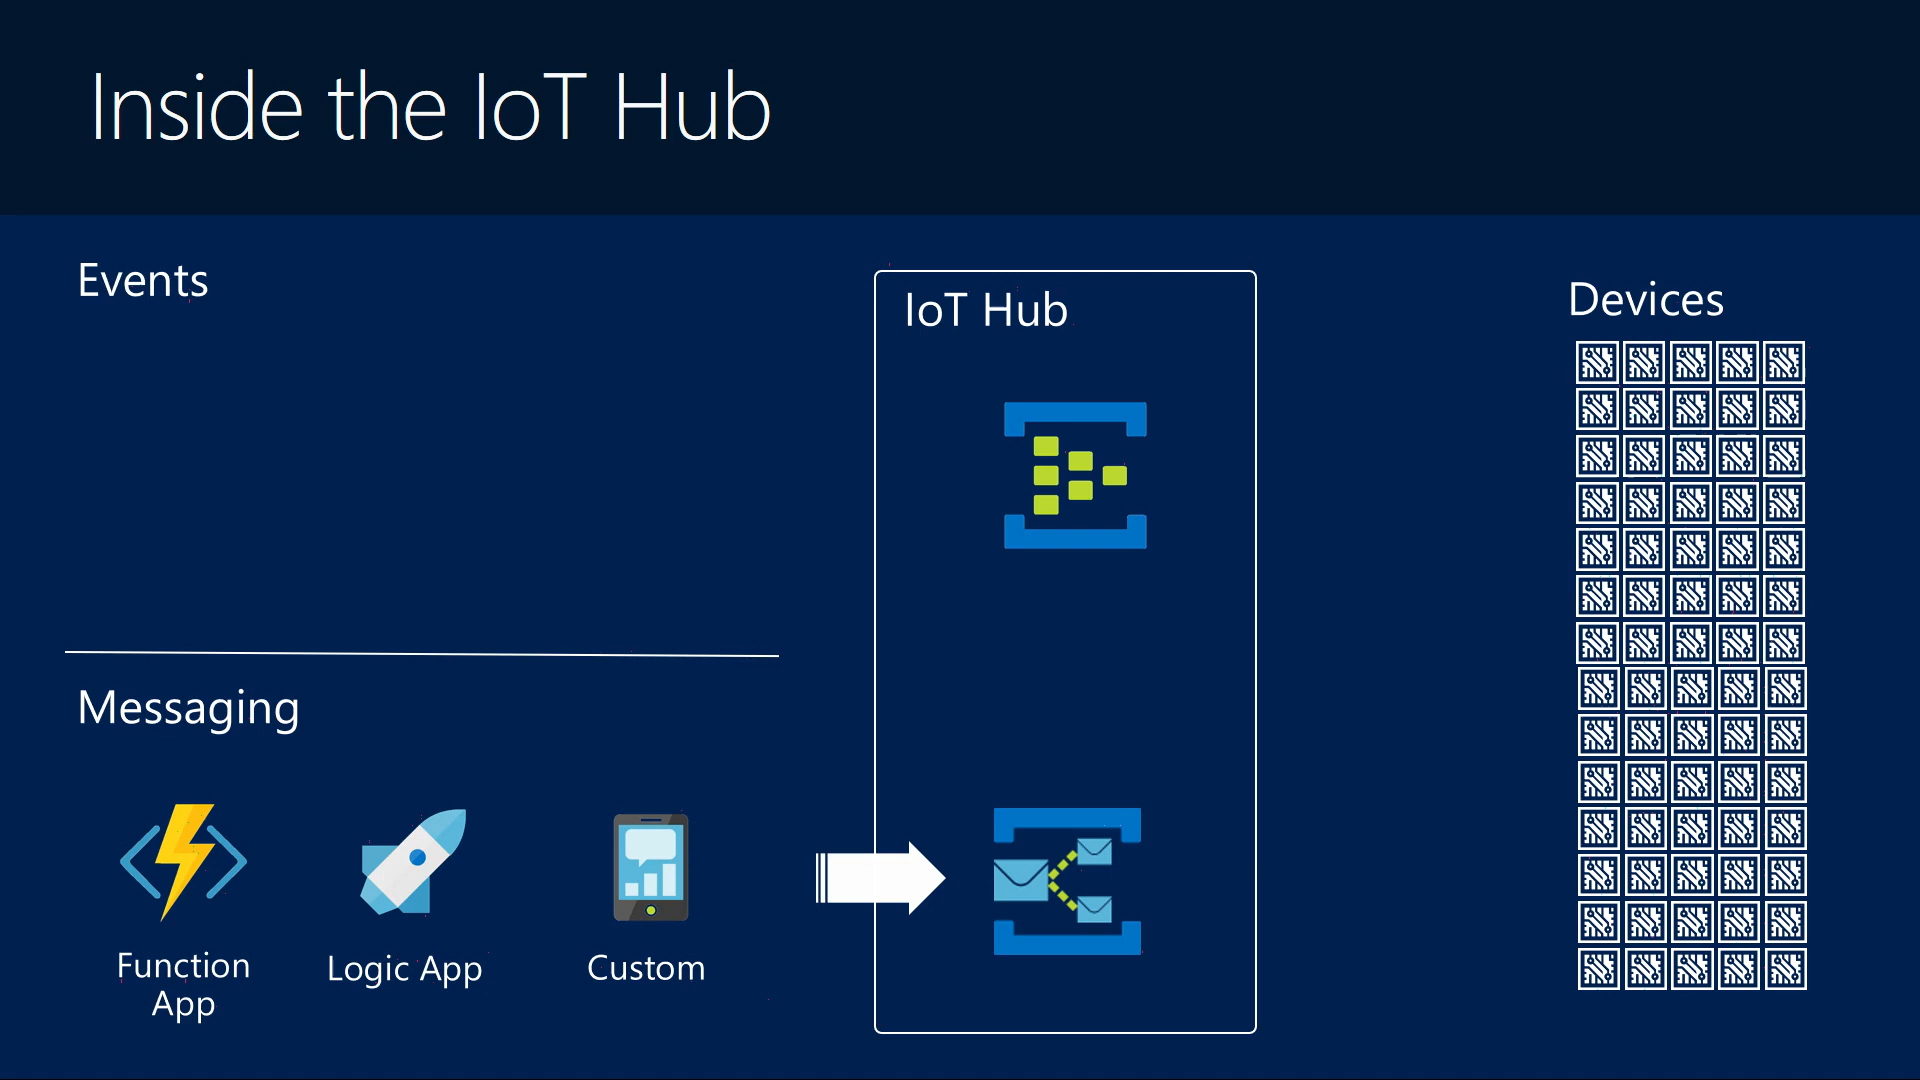 Inside the IoT Hub
Events
IoT Hub
Devices
Messaging
Function
App
Logic App
Custom